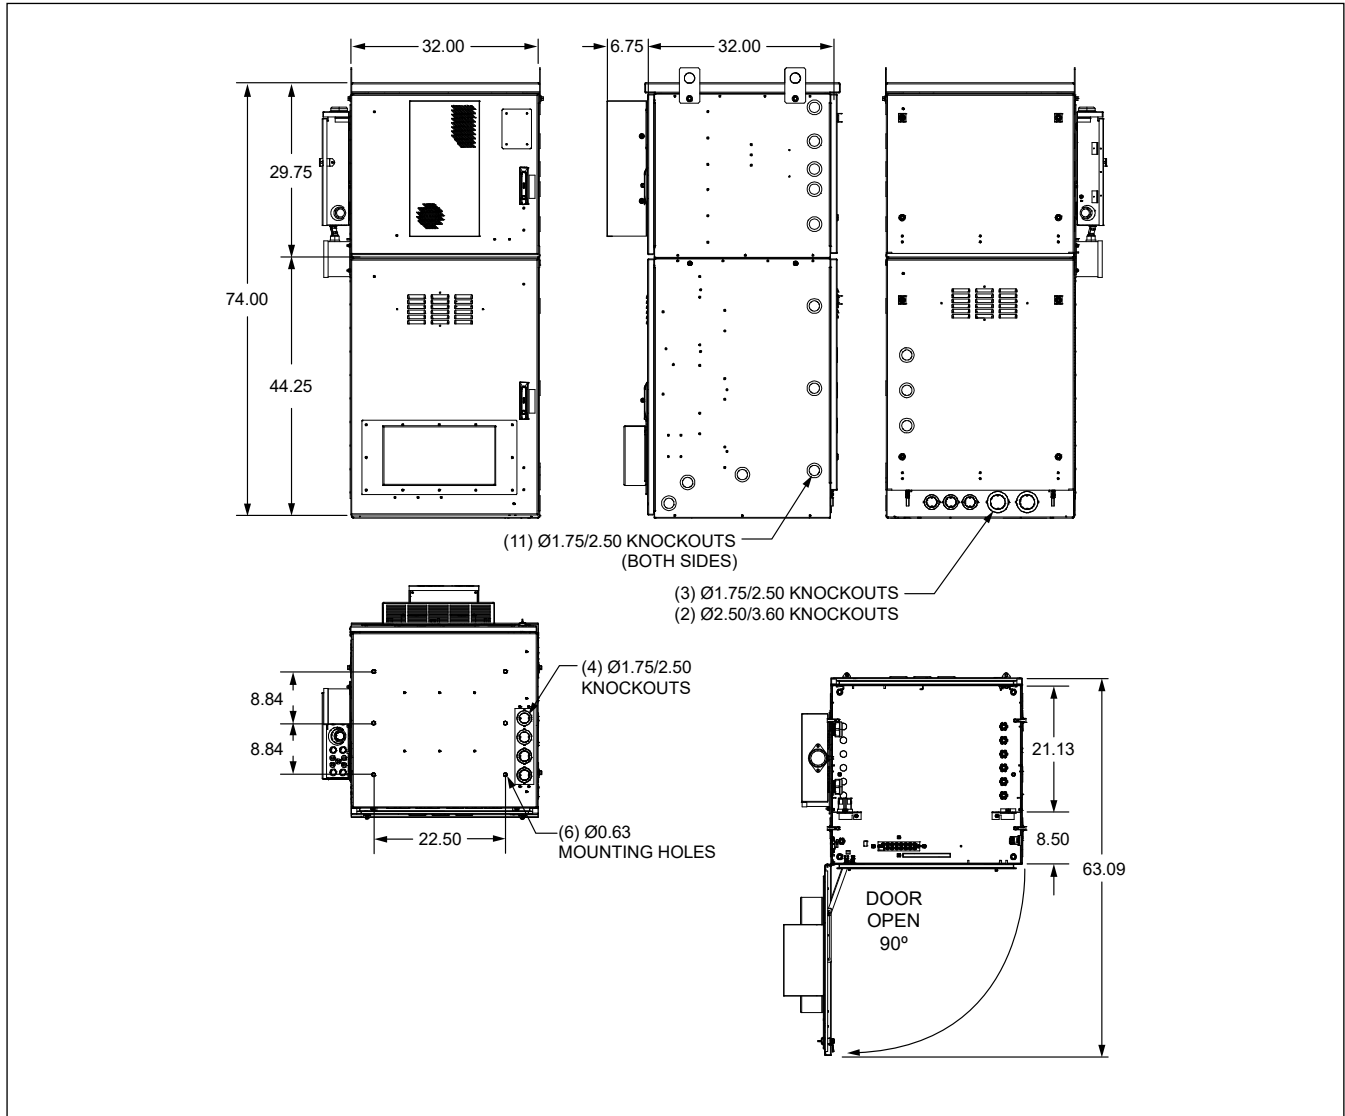 32.00
6.75
32.00
29.75
74.00
44.25
(11) Ø1.75/2.50 KNOCKOUTS
(BOTH SIDES)
(3) Ø1.75/2.50 KNOCKOUTS
(2) Ø2.50/3.60 KNOCKOUTS
(4) Ø1.75/2.50
KNOCKOUTS
8.84
8.84
22.50
(6) Ø0.63
MOUNTING HOLES
21.13
8.50
63.09
DOOR
OPEN
90º